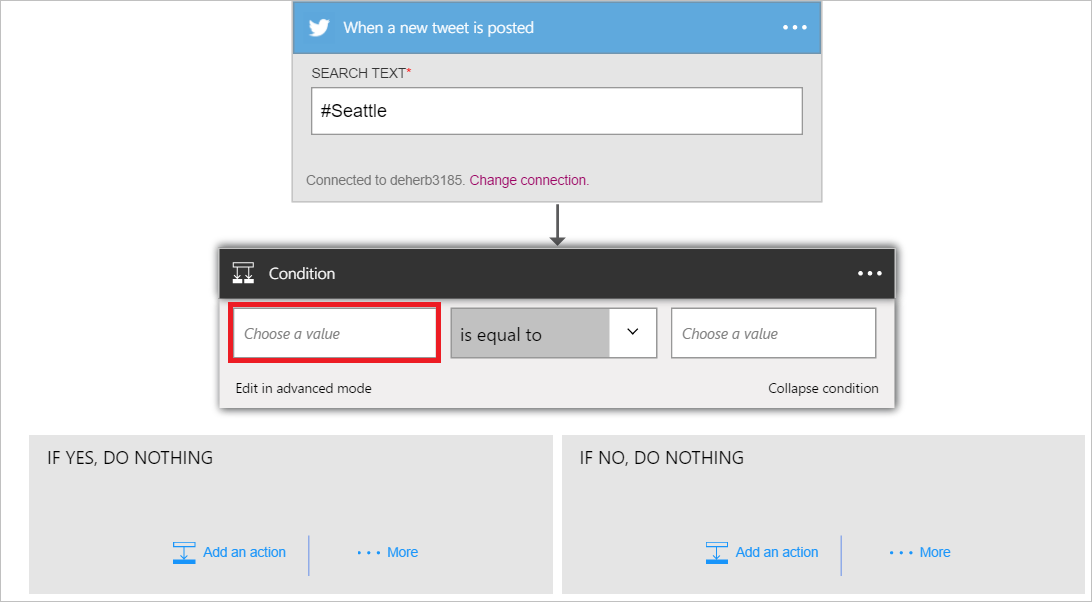 When a new tweet is posted
SEARCH TEXT*
#Seattle
Connected to deherb3185. Change connection.
Condition
Choose a value is equal to Choose a value
Edit in advanced mode Collapse condition
IF YES, DO NOTHING
Add an action More
IF NO, DO NOTHING
Add an action More